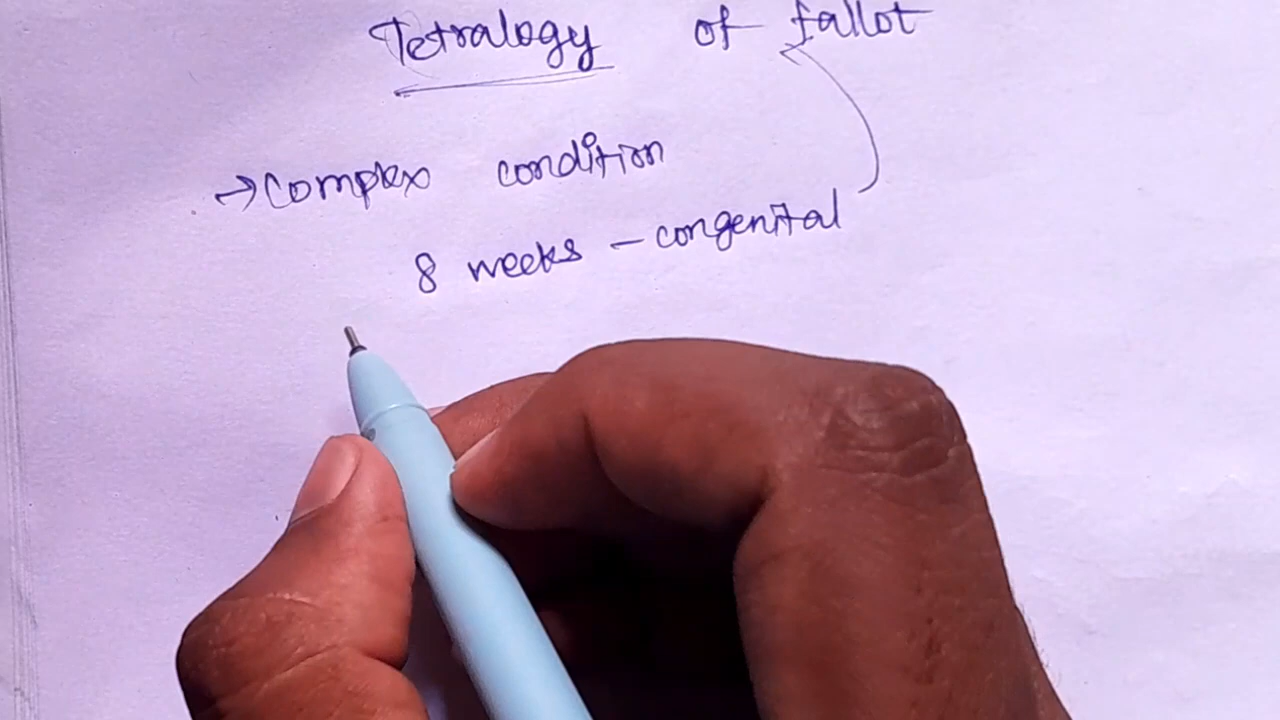 Tetralogy of fallot
→ complex condition
8 weeks - congenital